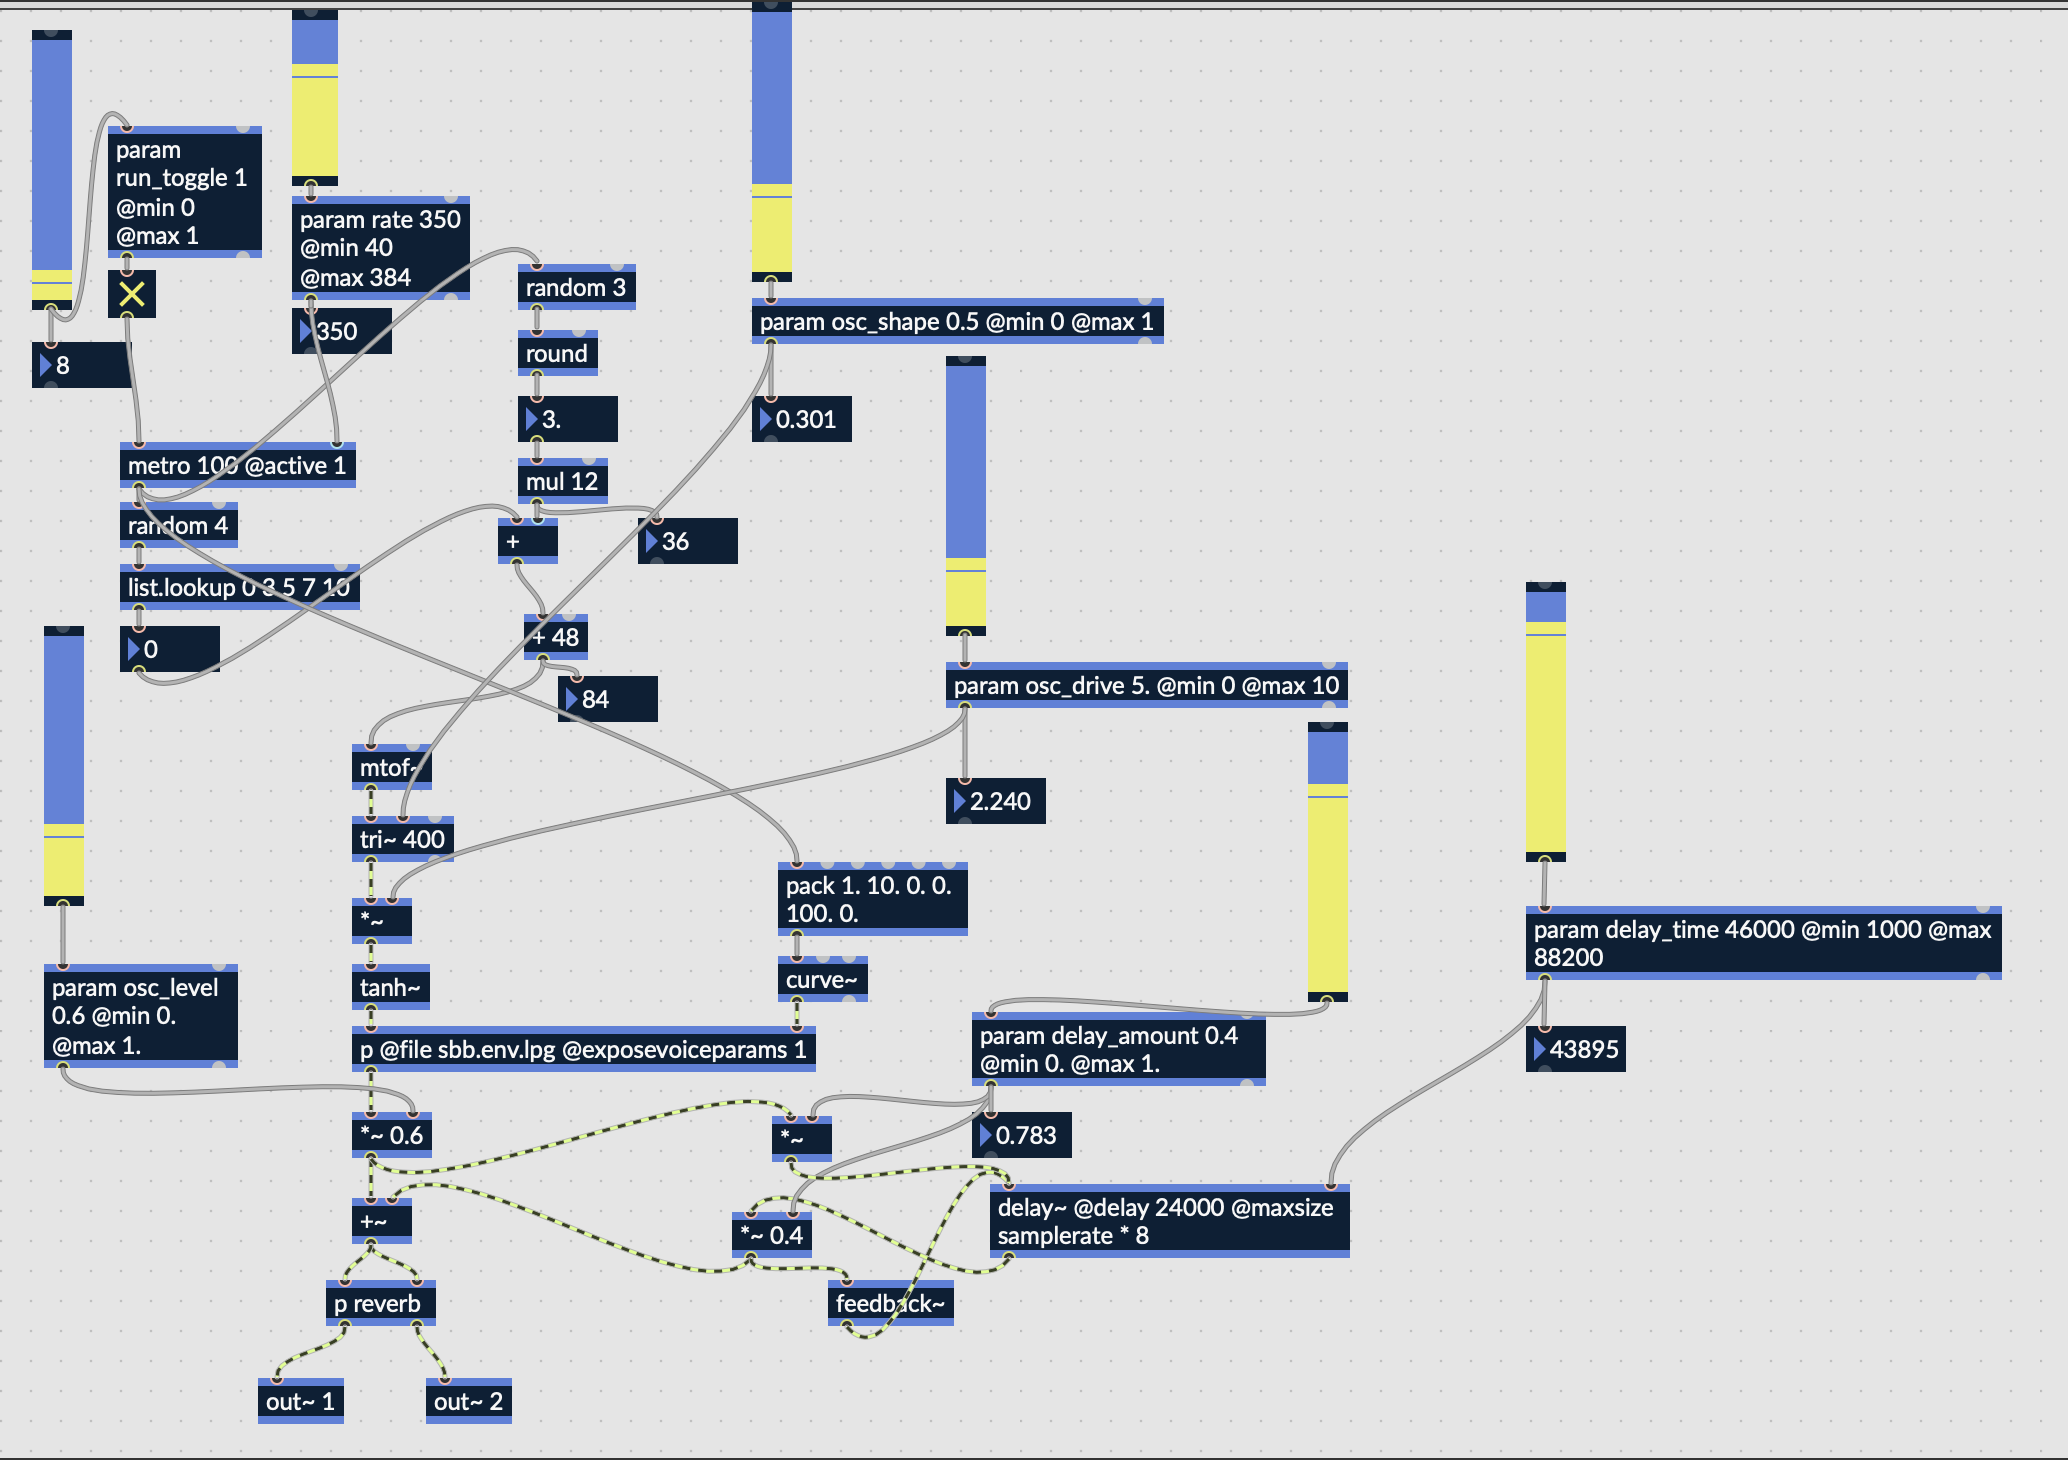 param
run_toggle 1
@min 0
@max 1
param rate 350
@min 40
@max 384
350
8
random 3
round
3.
mul 12
+
36
+ 48
84
param osc_shape 0.5 @min 0 @max 1
0.301
metro 100 @active 1
random 4
list.lookup 0 3 5 7 10
0
param osc_drive 5. @min 0 @max 10
2.240
mtof~
tri~ 400
*~
tanh~
pack 1. 10. 0. 0.
100. 0.
curve~
p @file sbb.env.lpg @exposevoiceparams 1
param osc_level
0.6 @min 0.
@max 1.
param delay_time 46000 @min 1000 @max
88200
43895
param delay_amount 0.4
@min 0. @max 1.
0.783
*~ 0.6
*~
+~
*~ 0.4
delay~ @delay 24000 @maxsize
samplerate * 8
p reverb
feedback~
out~ 1
out~ 2